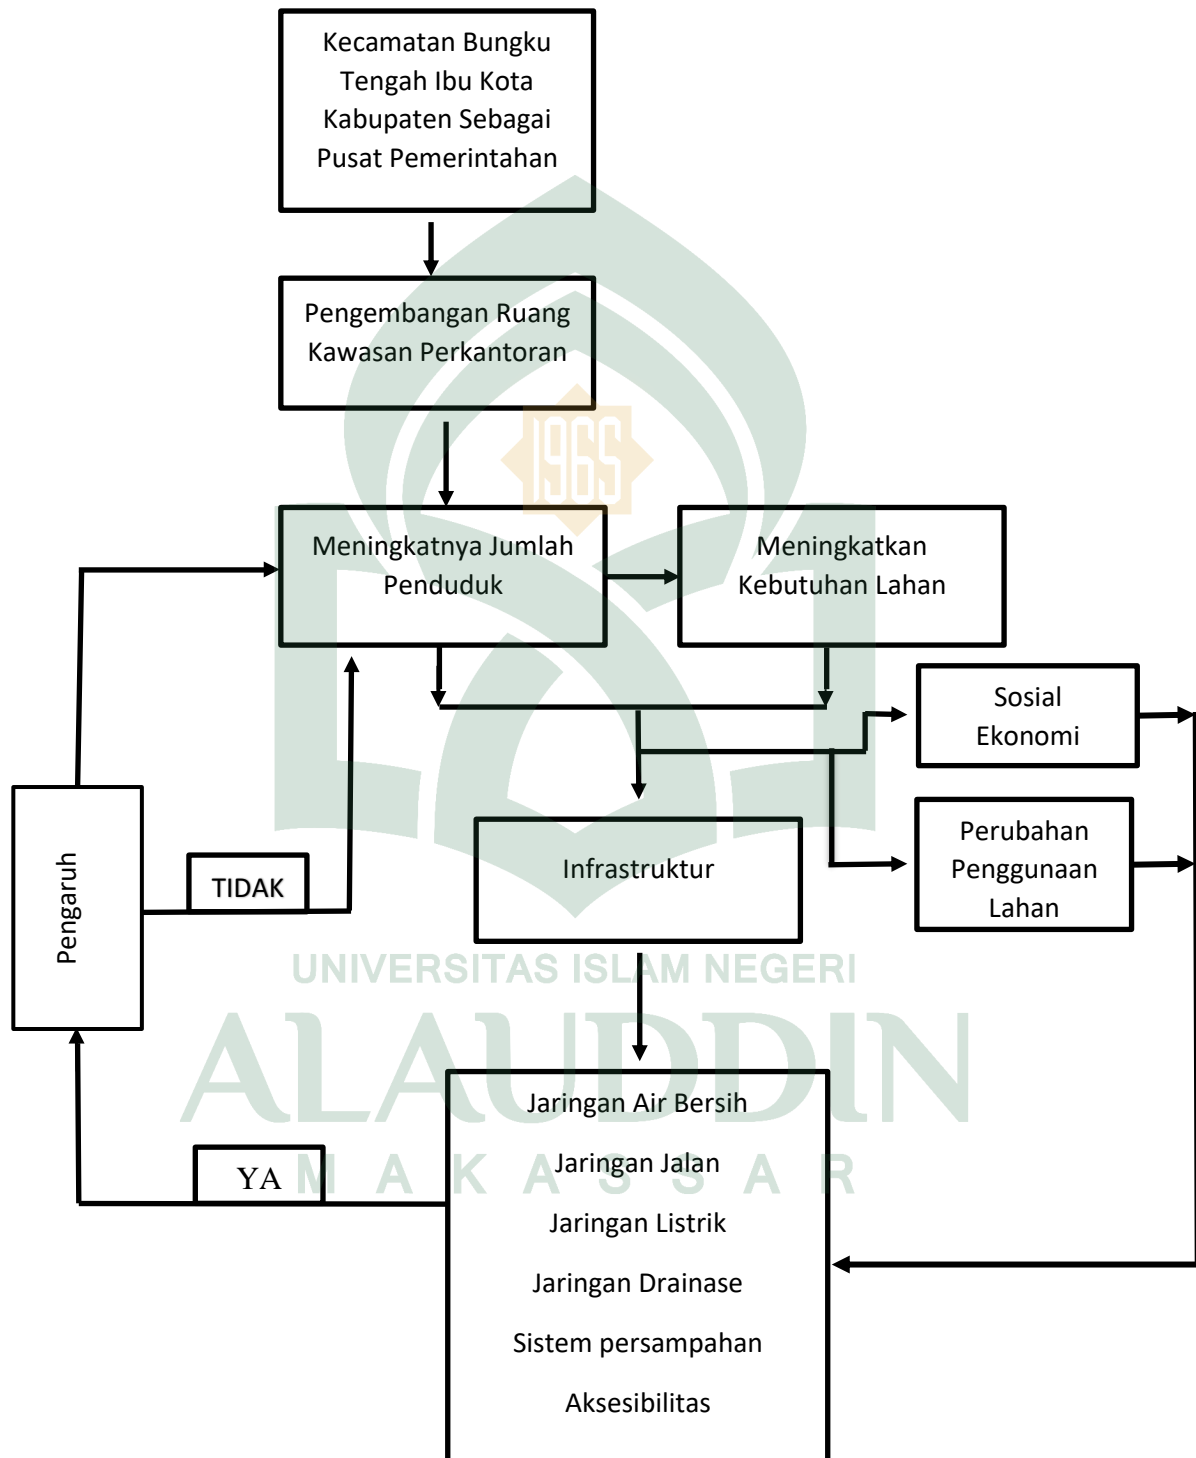 Kecamatan Bungku
Tengah Ibu Kota
Kabupaten Sebagai
Pusat Pemerintahan
Pengembangan Ruang
Kawasan Perkantoran
1965
Meningkatnya Jumlah
Penduduk
Meningkatkan
Kebutuhan Lahan
Sosial
Ekonomi
Perubahan
Penggunaan
Lahan
Infrastruktur
Pengaruh
TIDAK
UNIVERSITAS ISLAM NEGERI
ALAUDDIN
MAKASSAR
YA
Jaringan Air Bersih
Jaringan Jalan
Jaringan Listrik
Jaringan Drainase
Sistem persampahan
Aksesibilitas